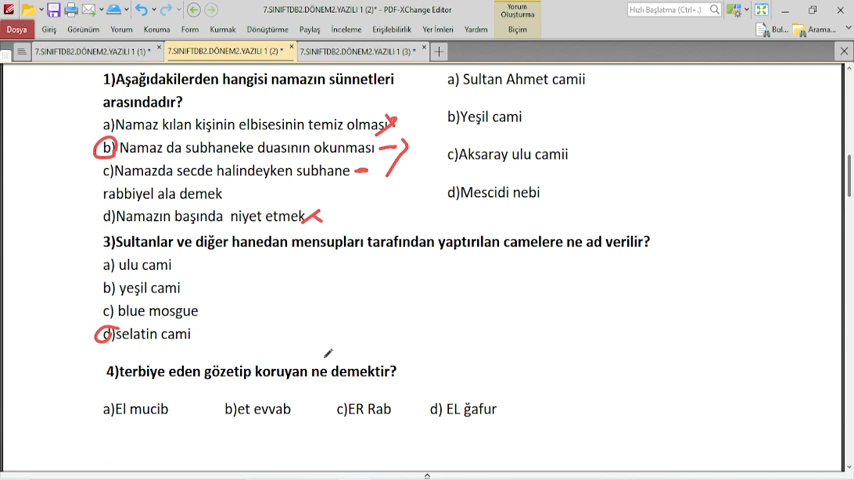 7.SINIFTDB2.DÖNEM2.YAZILI 1 (2)* - PDF-XChange Editor
Yorum Oluşturma
Hızlı Başlatma (Ctrl+.)
Dosya Giriş Görünüm Yorum Koruma Form Kurmak Dönüştürme Paylaş İnceleme Erişilebilirlik Yer İmleri Yardım Biçim
Bul... Arama...
7.SINIFTDB2.DÖNEM2.YAZILI 1 (1) * 7.SINIFTDB2.DÖNEM2.YAZILI 1 (2) * 7.SINIFTDB2.DÖNEM2.YAZILI 1 (3) *
1)Aşağıdakilerden hangisi namazın sünnetleri
arasındadır?
a)Namaz kılan kişinin elbisesinin temiz olması
b) Namaz da subhaneke duasının okunması
c)Namazda secde halindeyken subhane
rabbiyel ala demek
d)Namazın başında niyet etmek
a) Sultan Ahmet camii
b)Yeşil cami
c)Aksaray ulu camii
d)Mescidi nebi
3)Sultanlar ve diğer hanedan mensupları tarafından yaptırılan camelere ne ad verilir?
a) ulu cami
b) yeşil cami
c) blue mosgue
d)selatin cami
4)terbiye eden gözetip koruyan ne demektir?
a)El mucib b)et evvab c)ER Rab d) EL ğafur